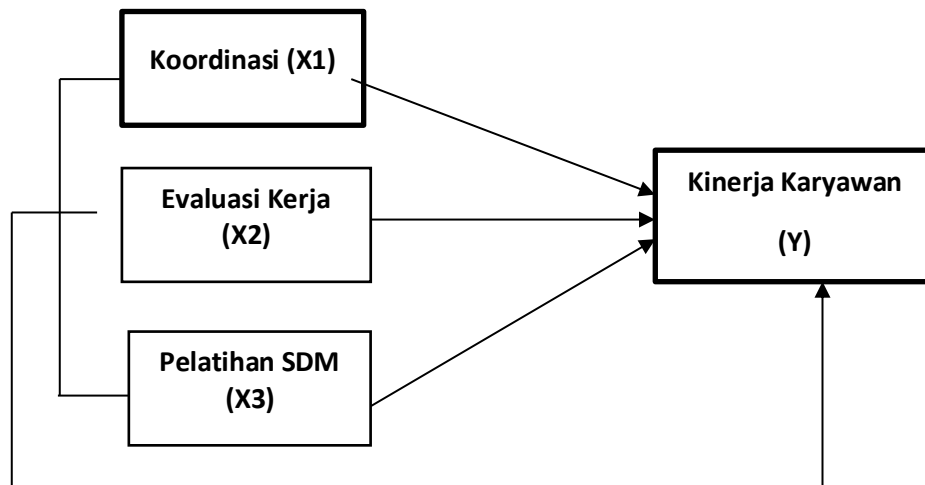 Koordinasi (X1)
Evaluasi Kerja
(X2)
Pelatihan SDM
(X3)
Kinerja Karyawan
(Y)